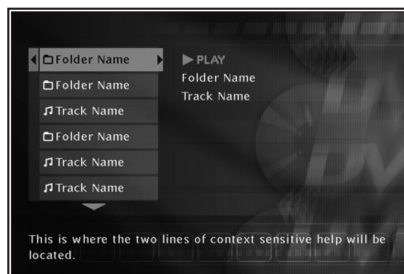 Folder Name
Folder Name
Track Name
Folder Name
Track Name
Track Name
PLAY
Folder Name
Track Name
This is where the two lines of context sensitive help will be
located.